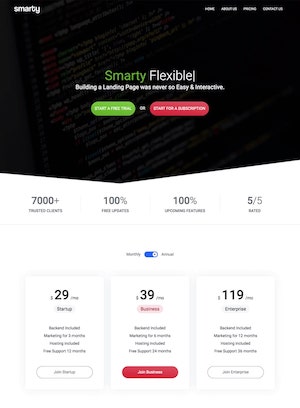 smarty
HOME ABOUT US PRICING CONTACT US
Smarty Flexible|
Building a Landing Page was never so Easy & Interactive.
START A FREE TRIAL OR START FOR A SUBSCRIPTION
7000+ 100% 100% 5/5
TRUSTED CLIENTS FREE UPDATES UPCOMING FEATURES RATED
Monthly Annual
$ 29 /mo
Startup
Backend Included
Marketing for 3 months
Hosting Included
Free Support 12 months
Join Startup
$ 39 /mo
Business
Backend Included
Marketing for 6 months
Hosting Included
Free Support 24 months
Join Business
$ 119 /mo
Enterprise
Backend Included
Marketing for 12 months
Hosting Included
Free Support 36 months
Join Enterprise